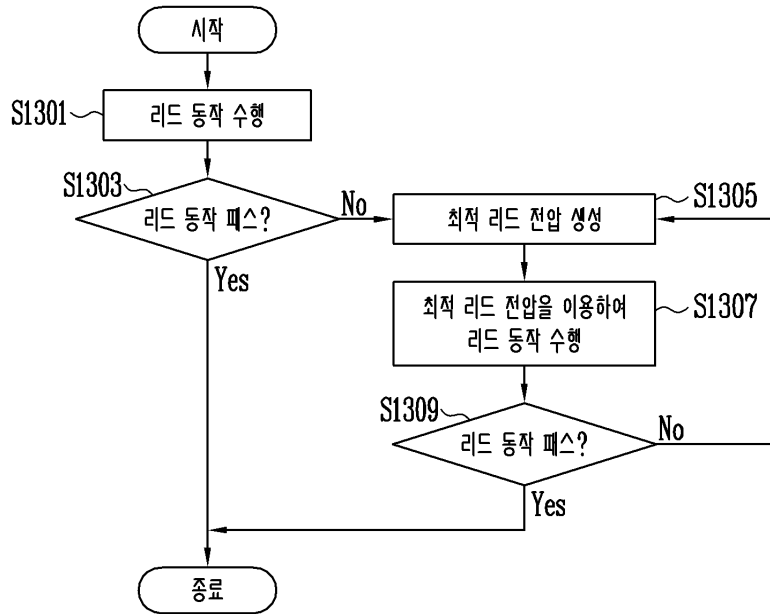 시작
S1301
리드 동작 수행
S1303
리드 동작 패스?
No
Yes
S1305
최적 리드 전압 생성
최적 리드 전압을 이용하여
리드 동작 수행
S1307
S1309
리드 동작 패스?
No
Yes
종료